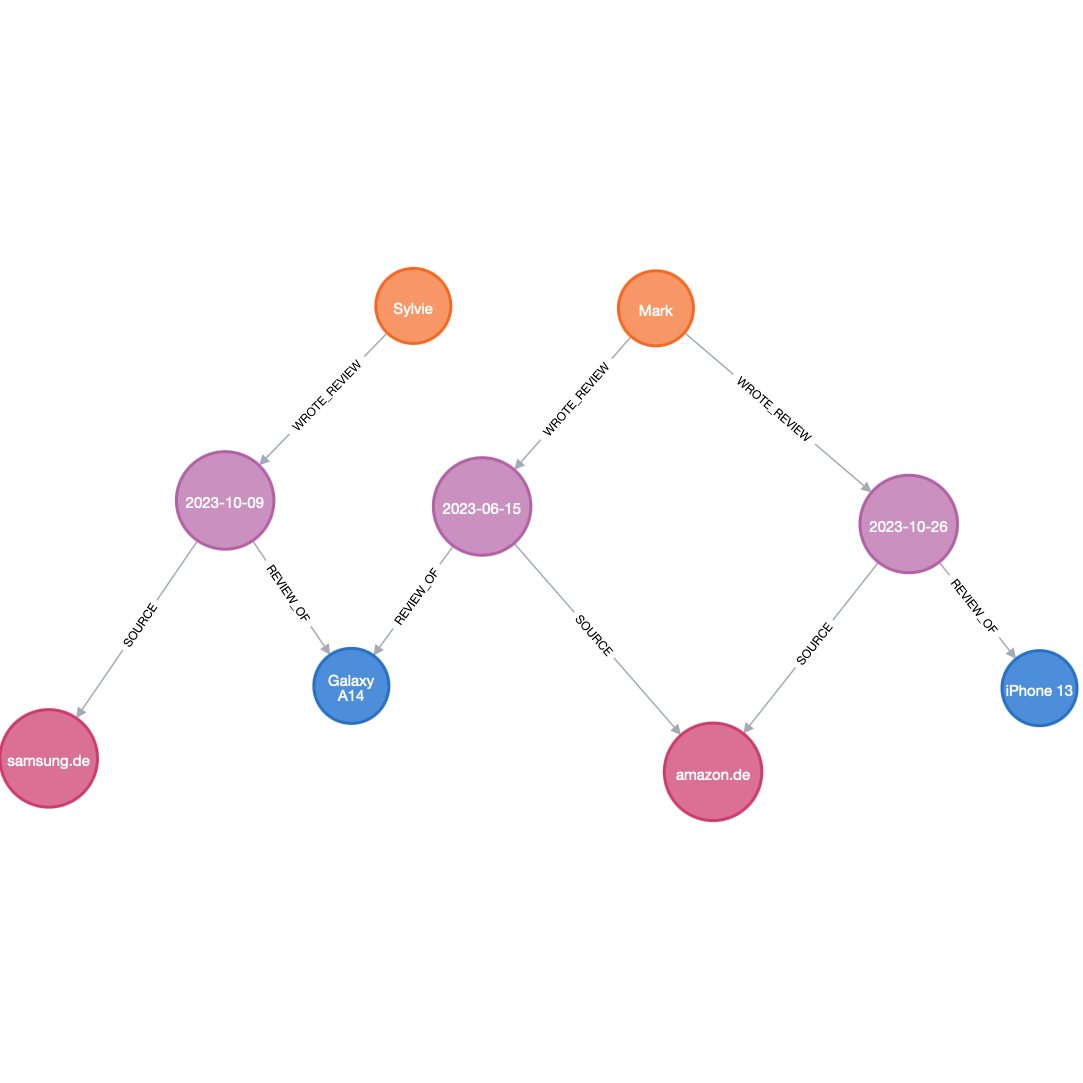 Sylvie
Mark
WROTE_REVIEW
WROTE_REVIEW
WROTE_REVIEW
2023-10-09
2023-06-15
2023-10-26
SOURCE
REVIEW_OF
REVIEW_OF
SOURCE
SOURCE
REVIEW_OF
Galaxy
A14
iPhone 13
samsung.de
amazon.de